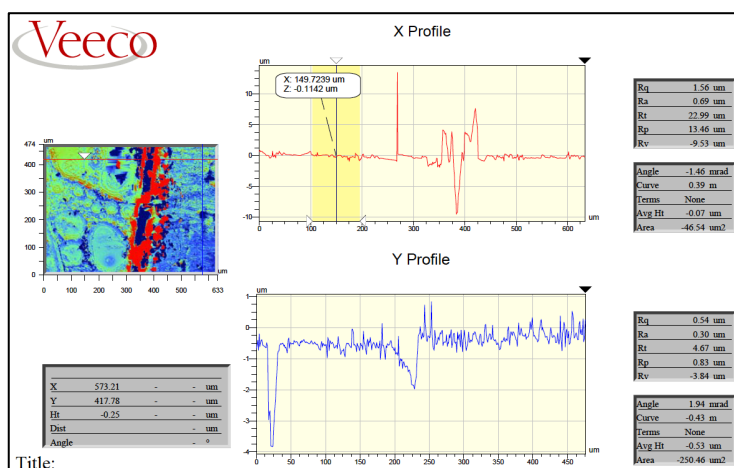 Veeco
X Profile
um
X: 149.7239 um
Z: -0.1142 um
10
5
0
-5
-10
0 100 200 300 400 500 600
um
Rq 1.56 um
Ra 0.69 um
Rt 22.99 um
Rp 13.46 um
Rv -9.53 um
Angle -1.46 mrad
Curve 0.39 m
Terms None
Avg Ht -0.07 um
Area -46.54 um2
um
474
400
300
200
100
0
um
0 100 200 300 400 500 633
Y Profile
um
1
0
-1
-2
-3
-4
0 50 100 150 200 250 300 350 400 450
um
Rq 0.54 um
Ra 0.30 um
Rt 4.67 um
Rp 0.83 um
Rv -3.84 um
Angle 1.94 mrad
Curve -0.43 m
Terms None
Avg Ht -0.53 um
Area -250.46 um2
X 573.21 - - um
Y 417.78 - - um
Ht -0.25 - - um
Dist - um
Angle - °
Title: